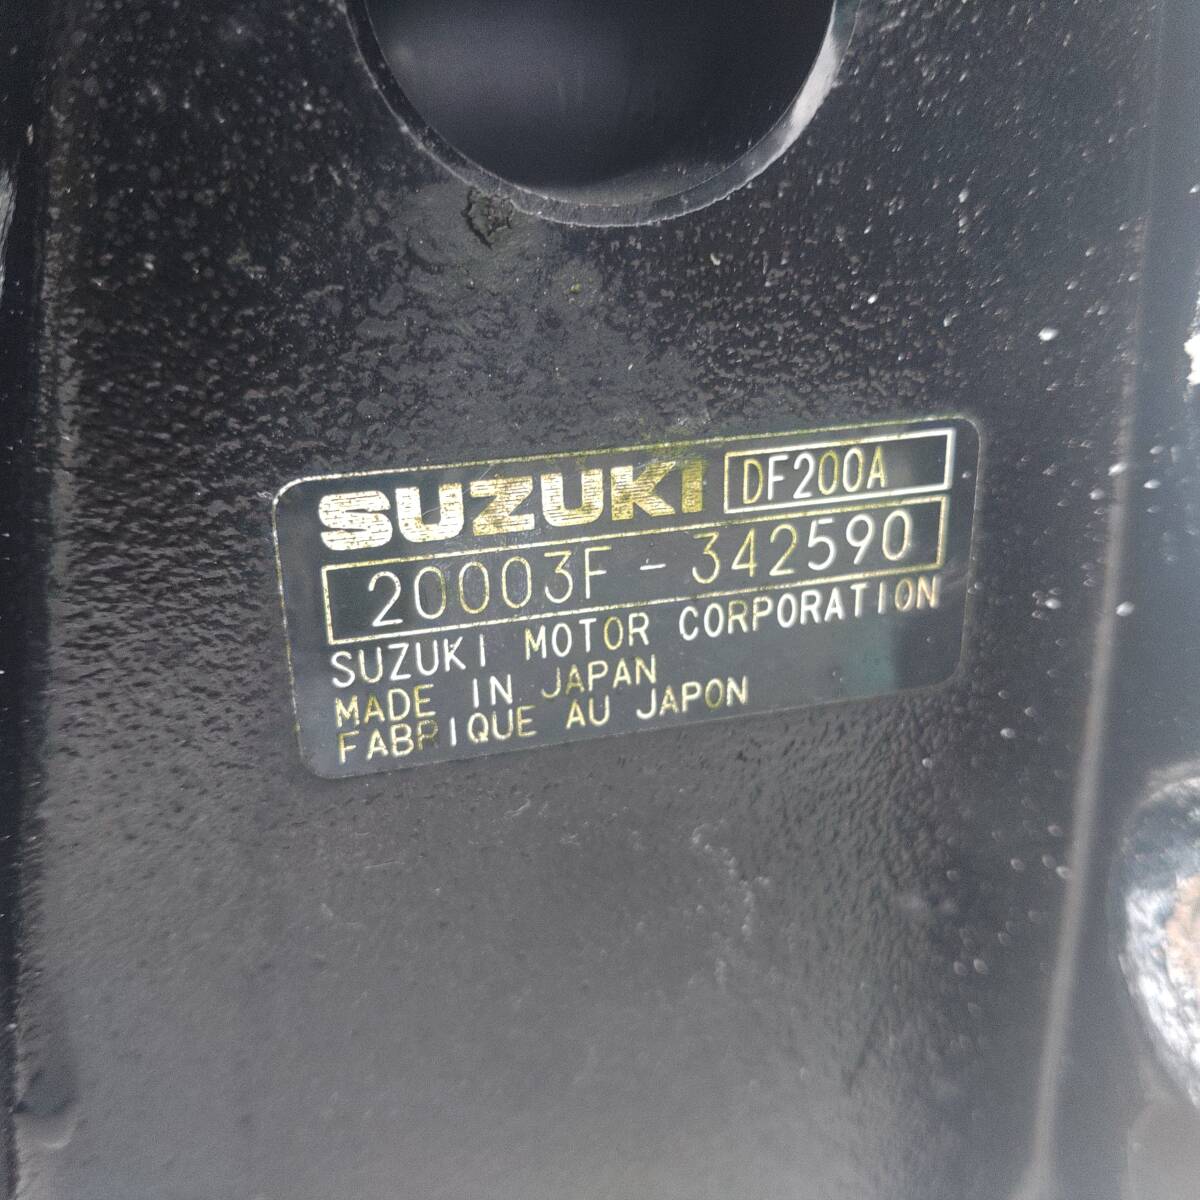 SUZUKI DF200A
20003F-342590
SUZUKI MOTOR CORPORATION
MADE IN JAPAN
FABRIQUE AU JAPON